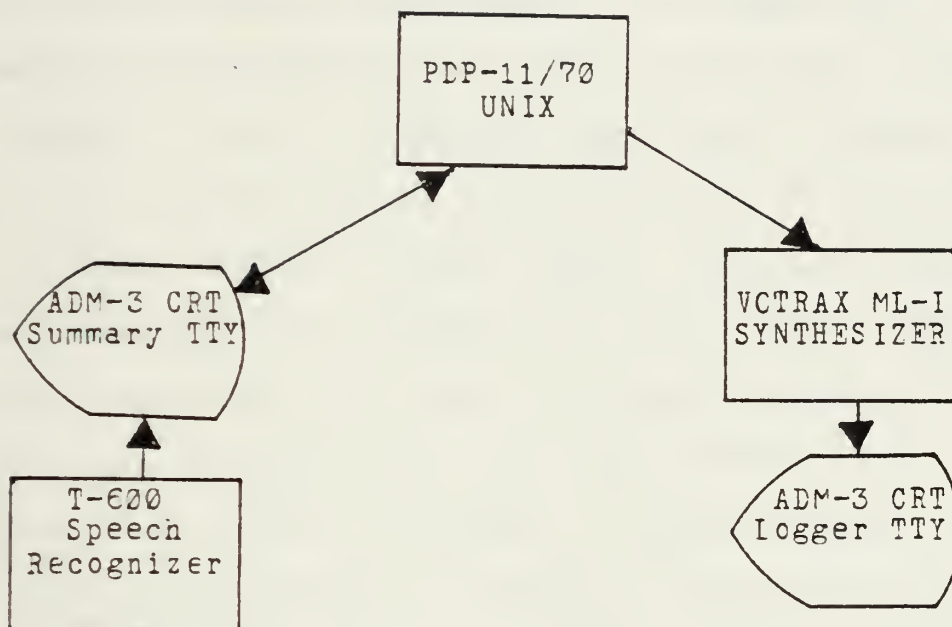 PDP-11/70
UNIX
ADM-3 CRT
Summary TTY
VCTRAX ML-I
SYNTHESIZER
T-600
Speech
Recognizer
ADM-3 CRT
Logger TTY